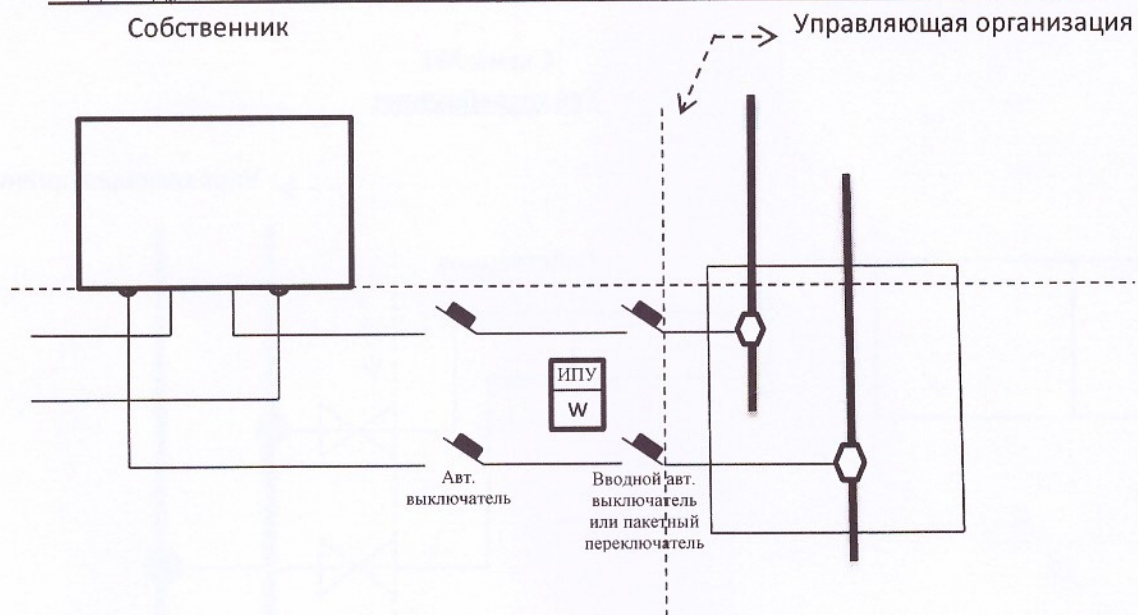 Собственник
Управляющая организация
ИПУ
W
Авт.
выключатель
Вводной авт.
выключатель
или пакетный
переключатель